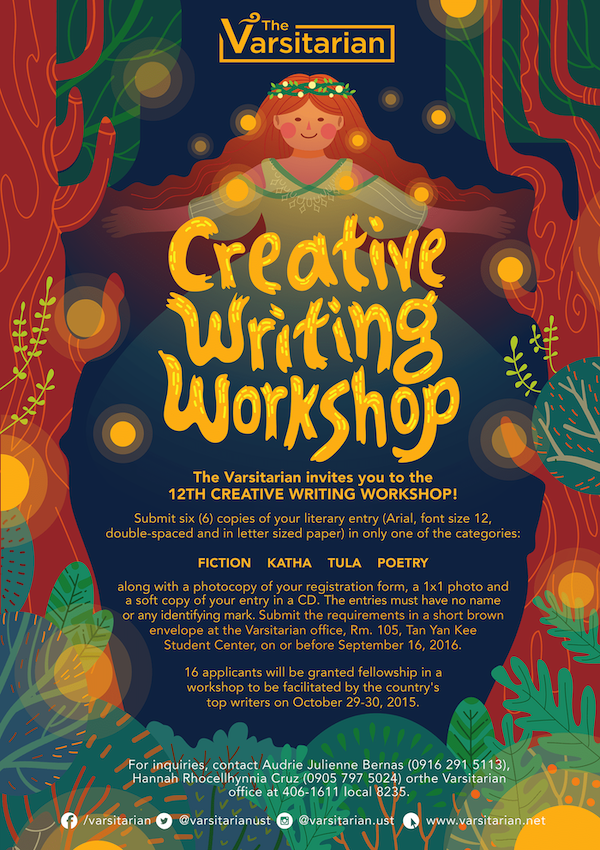 The
Varsitarian
Creative
Writing
Workshop
The Varsitarian invites you to the
12TH CREATIVE WRITING WORKSHOP!
Submit six (6) copies of your literary entry (Arial, font size 12,
double-spaced and in letter sized paper) in only one of the categories:
FICTION KATHA TULA POETRY
along with a photocopy of your registration form, a 1x1 photo and
a soft copy of your entry in a CD. The entries must have no name
or any identifying mark. Submit the requirements in a short brown
envelope at the Varsitarian office, Rm. 105, Tan Yan Kee
Student Center, on or before September 16, 2016.
16 applicants will be granted fellowship in a
workshop to be facilitated by the country's
top writers on October 29-30, 2015.
For inquiries, contact Audrie Julienne Bernas (0916 291 5113),
Hannah Rhocellhynnia Cruz (0905 797 5024) orthe Varsitarian
office at 406-1611 local 8235.
/varsitarian @varsitarianust @varsitarian.ust www.varsitarian.net